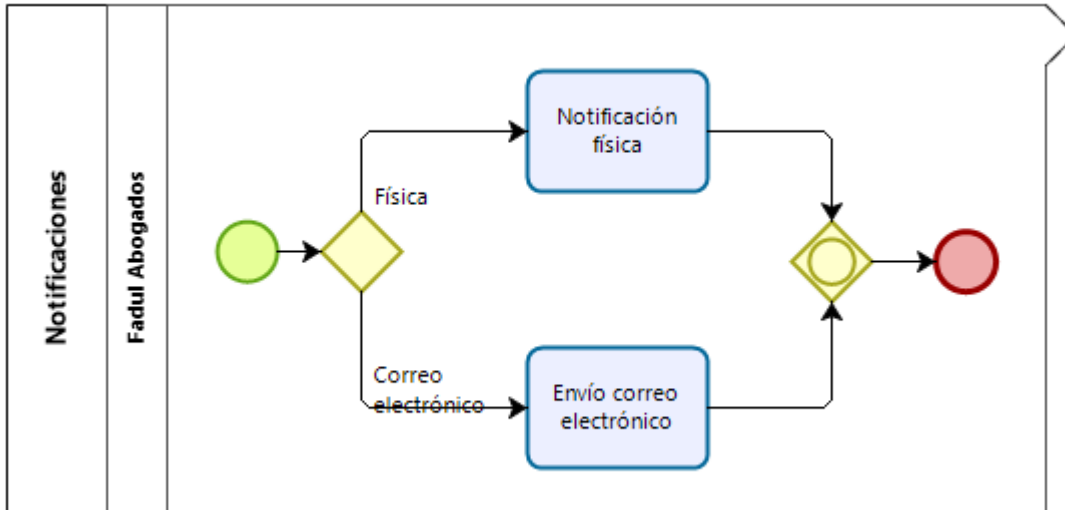 Notificaciones
Fadul Abogados
Física
Notificación
física
Correo
electrónico
Envío correo
electrónico